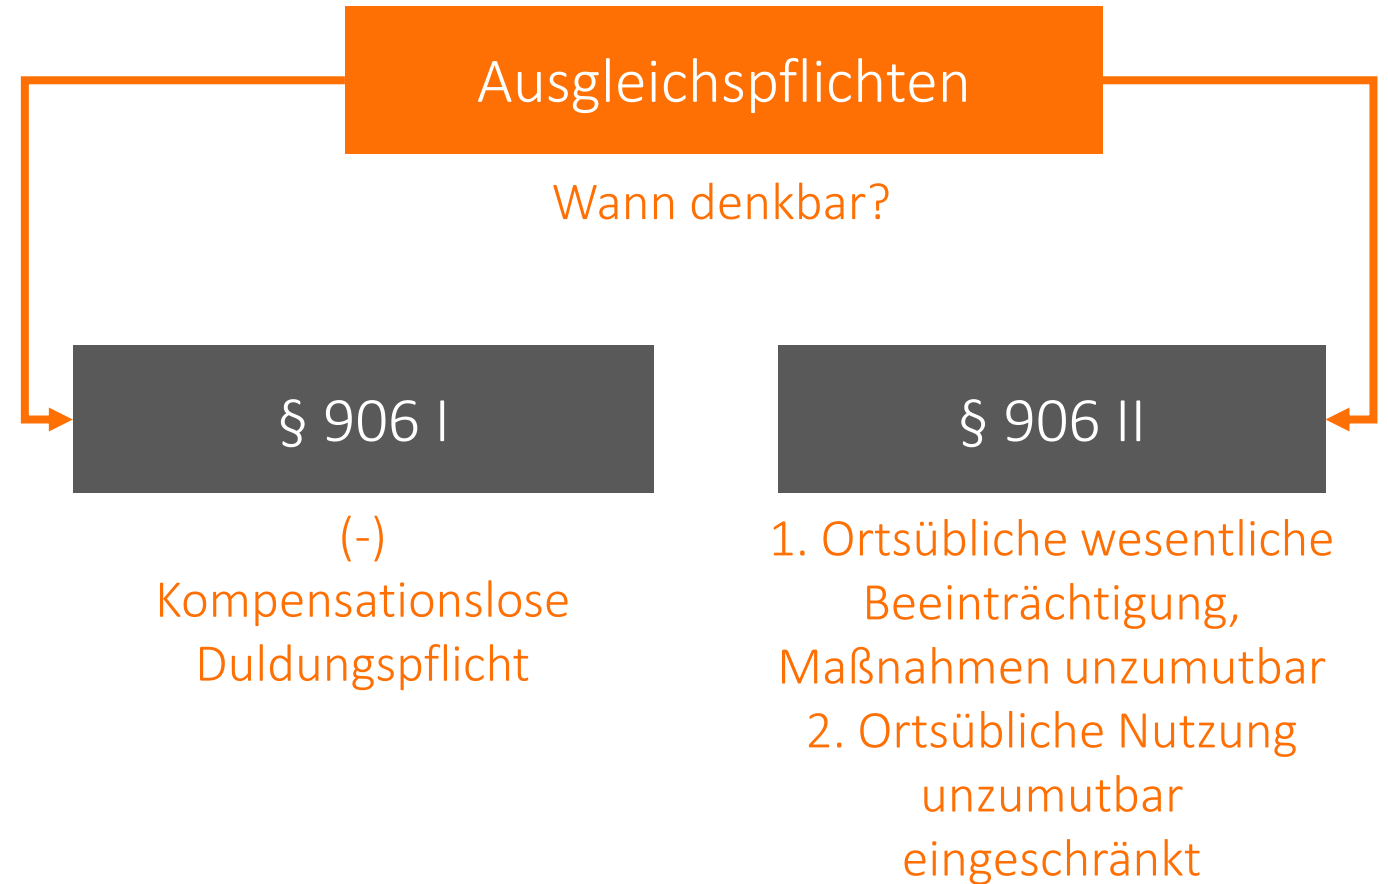 Ausgleichspflichten
Wann denkbar?
§ 906 I
(-)
Kompensationslose
Duldungspflicht
§ 906 II
1. Ortsübliche wesentliche
Beeinträchtigung,
Maßnahmen unzumutbar
2. Ortsübliche Nutzung
unzumutbar
eingeschränkt